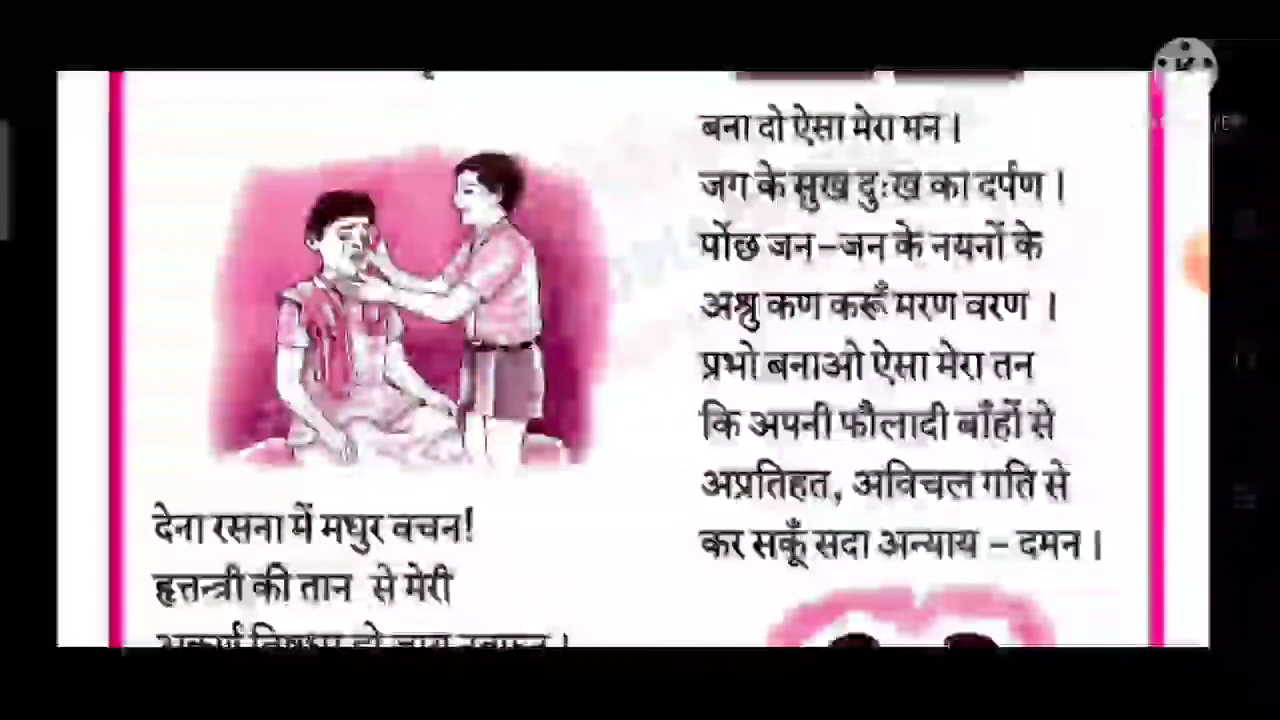 देना रसना में मधुर वचन!
हृत्तन्त्री की तान से मेरी
हो जाय
बना दो ऐसा मेरा मन ।
जग के सुख दुःख का दर्पण ।
पोंछ जन-जन के नयनों के
अश्रु कण करूँ मरण वरण ।
प्रभो बनाओ ऐसा मेरा तन
कि अपनी फौलादी बाँहों से
अप्रतिहत, अविचल गति से
कर सकूँ सदा अन्याय - दमन ।